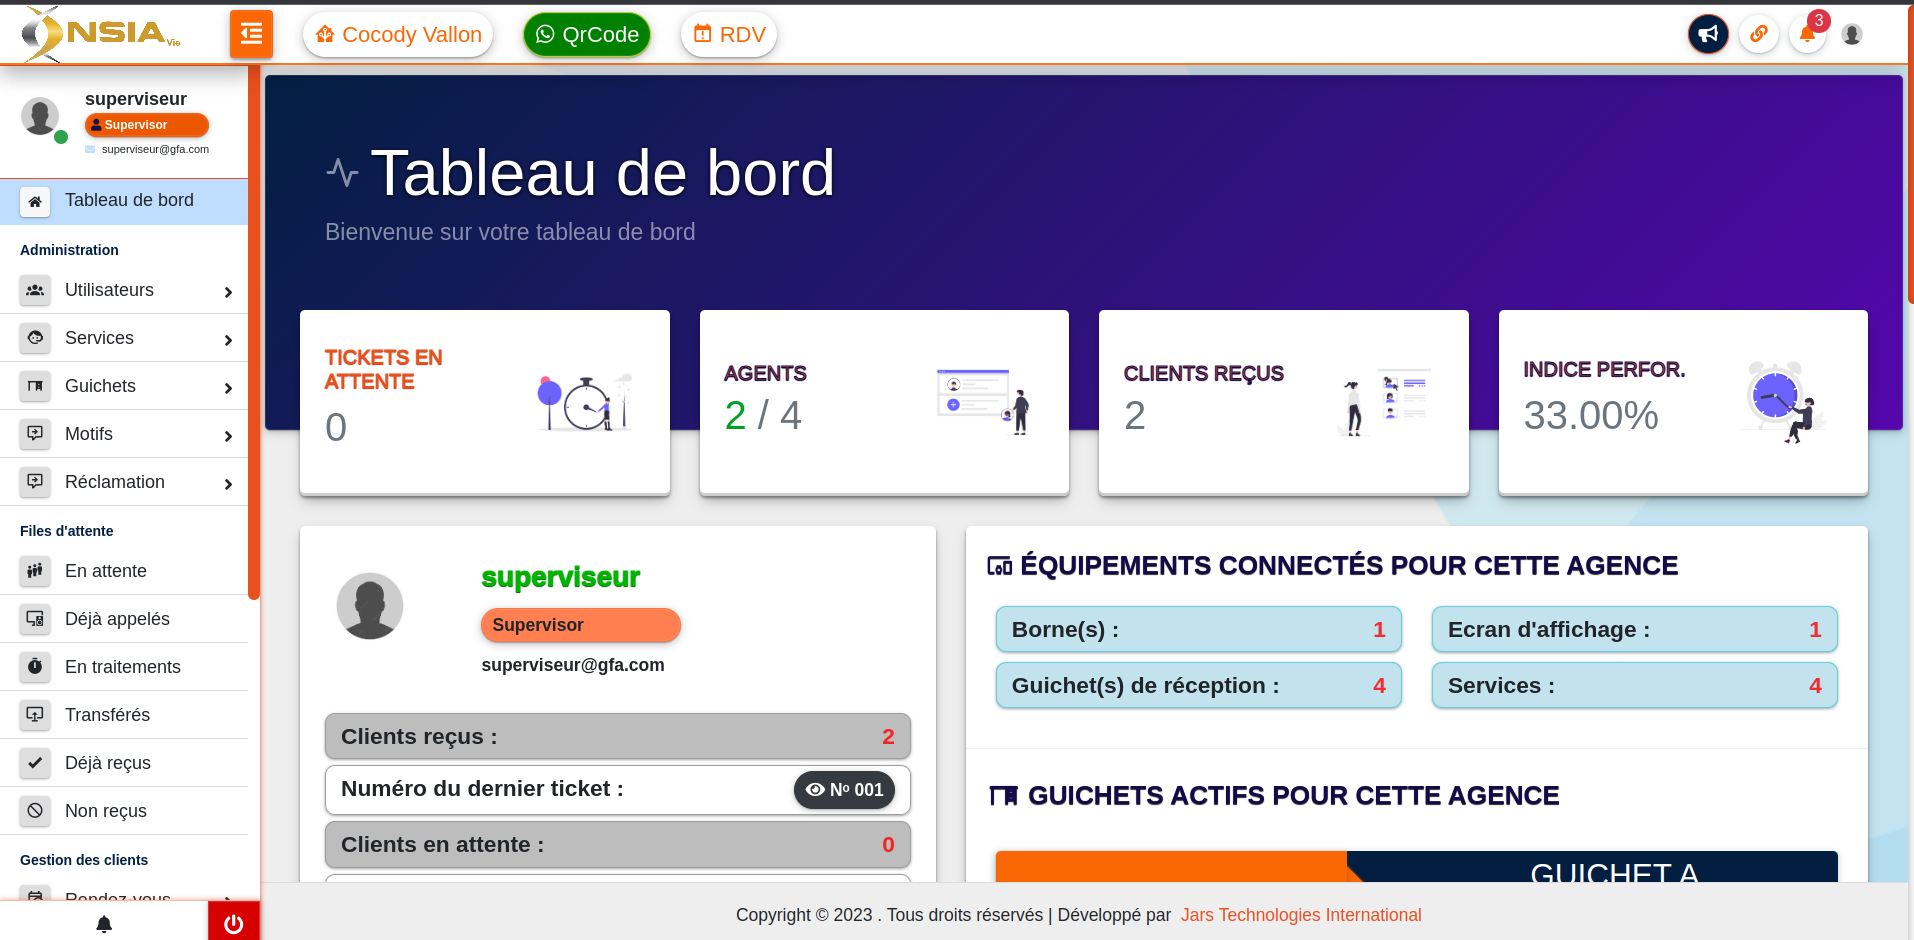 NSIA Vie
Cocody Vallon
QrCode
RDV
3
superviseur
Supervisor
superviseur@gfa.com
Tableau de bord
Administration
Utilisateurs
Services
Guichets
Motifs
Réclamation
Files d'attente
En attente
Déjà appelés
En traitements
Transférés
Déjà reçus
Non reçus
Gestion des clients
Rendez-vous
Tableau de bord
Bienvenue sur votre tableau de bord
TICKETS EN
ATTENTE
0
AGENTS
2 / 4
CLIENTS REÇUS
2
INDICE PERFOR.
33.00%
superviseur
Supervisor
superviseur@gfa.com
Clients reçus : 2
Numéro du dernier ticket : Nº 001
Clients en attente : 0
ÉQUIPEMENTS CONNECTÉS POUR CETTE AGENCE
Borne(s) : 1
Ecran d'affichage : 1
Guichet(s) de réception : 4
Services : 4
GUICHETS ACTIFS POUR CETTE AGENCE
GUICHET A
Copyright © 2023 . Tous droits réservés | Développé par Jars Technologies International